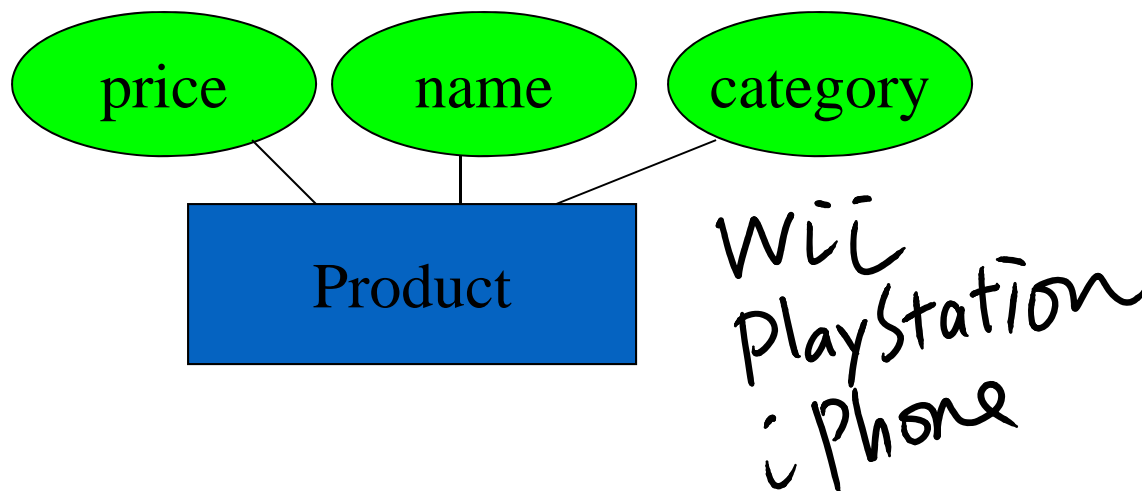 price name category
Product
Wii
PlayStation
iPhone